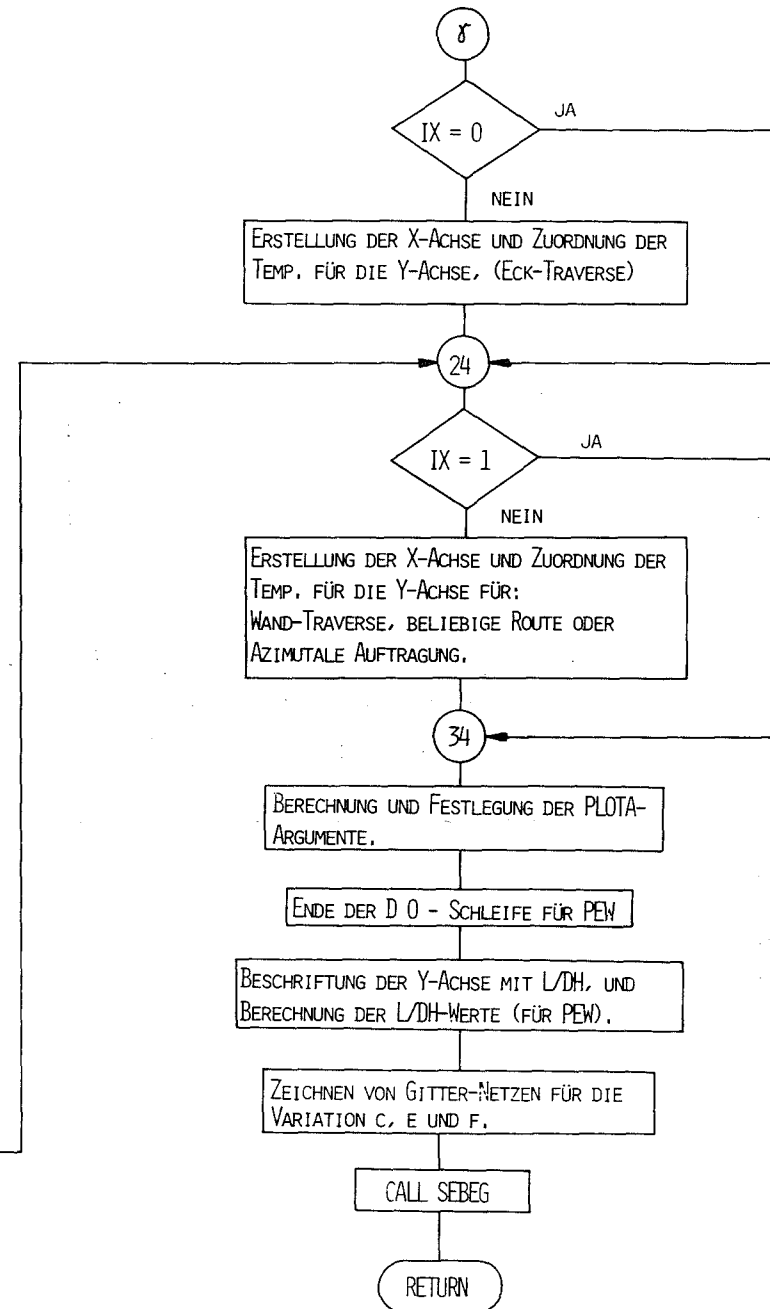 γ
IX = 0
JA
NEIN
ERSTELLUNG DER X-ACHSE UND ZUORDNUNG DER
TEMP. FÜR DIE Y-ACHSE, (ECK-TRAVERSE)
24
IX = 1
JA
NEIN
ERSTELLUNG DER X-ACHSE UND ZUORDNUNG DER
TEMP. FÜR DIE Y-ACHSE FÜR:
WAND-TRAVERSE, BELIEBIGE ROUTE ODER
AZIMUTALE AUFTRAGUNG.
34
BERECHNUNG UND FESTLEGUNG DER PLOTA-
ARGUMENTE.
ENDE DER D O - SCHLEIFE FÜR PEW
BESCHRIFTUNG DER Y-ACHSE MIT L/DH, UND
BERECHNUNG DER L/DH-WERTE (FÜR PEW).
ZEICHNEN VON GITTER-NETZEN FÜR DIE
VARIATION C, E UND F.
CALL SEBEG
RETURN